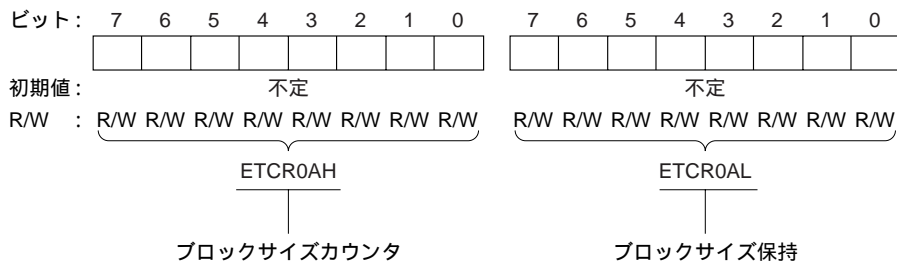 ビット: 7 6 5 4 3 2 1 0 7 6 5 4 3 2 1 0
初期値: 不定 不定
R/W : R/W R/W R/W R/W R/W R/W R/W R/W R/W R/W R/W R/W R/W R/W R/W R/W
ETCR0AH ETCR0AL
ブロックサイズカウンタ ブロックサイズ保持